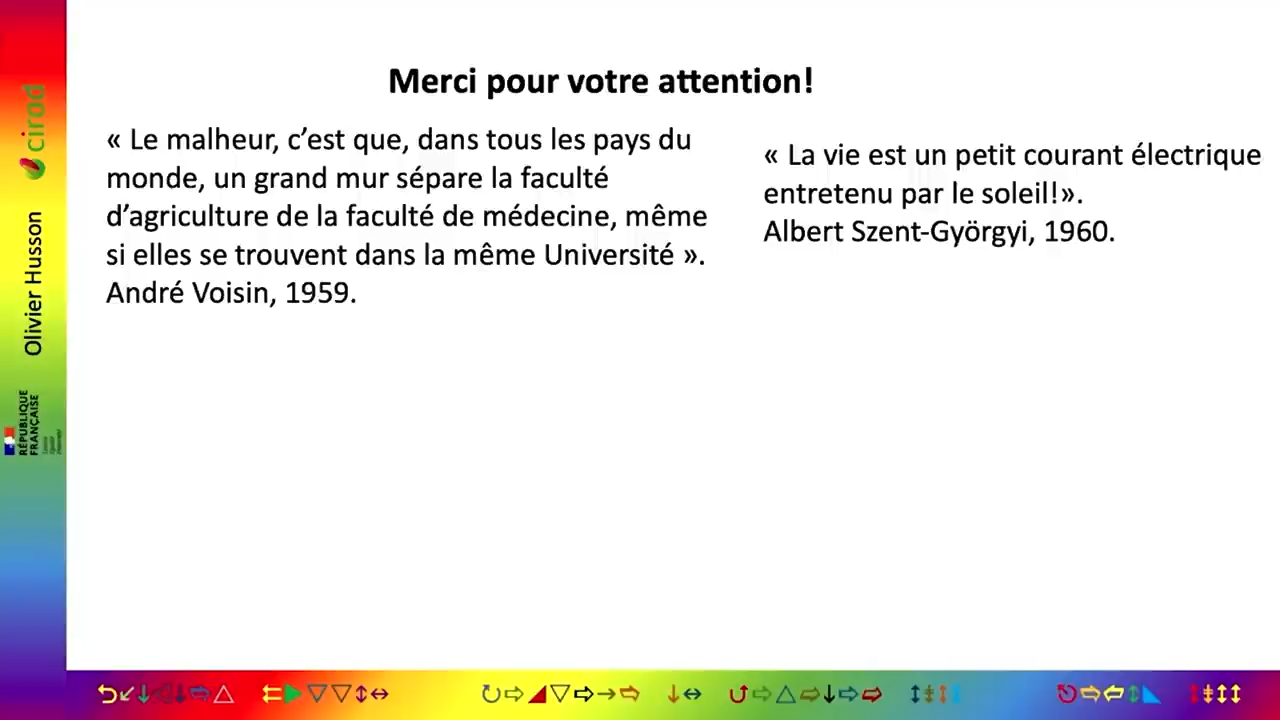 Merci pour votre attention!
« Le malheur, c’est que, dans tous les pays du
monde, un grand mur sépare la faculté
d’agriculture de la faculté de médecine, même
si elles se trouvent dans la même Université ».
André Voisin, 1959.
« La vie est un petit courant électrique
entretenu par le soleil!».
Albert Szent-Györgyi, 1960.
cirad
Olivier Husson
RÉPUBLIQUE
FRANÇAISE